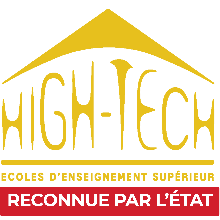 HIGH-TECH
ECOLES D'ENSEIGNEMENT SUPÉRIEUR
RECONNUE PAR L'ÉTAT